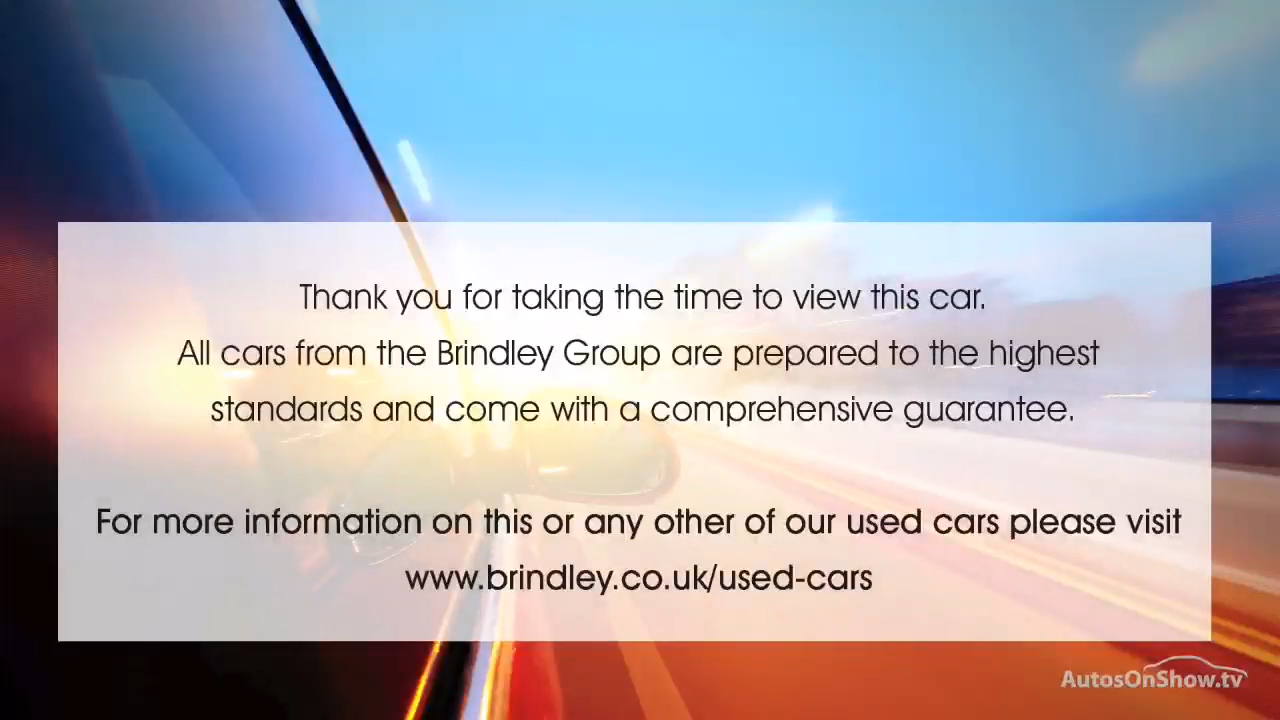 Thank you for taking the time to view this car.
All cars from the Brindley Group are prepared to the highest
standards and come with a comprehensive guarantee.
For more information on this or any other of our used cars please visit
www.brindley.co.uk/used-cars
AutosOnShow.tv